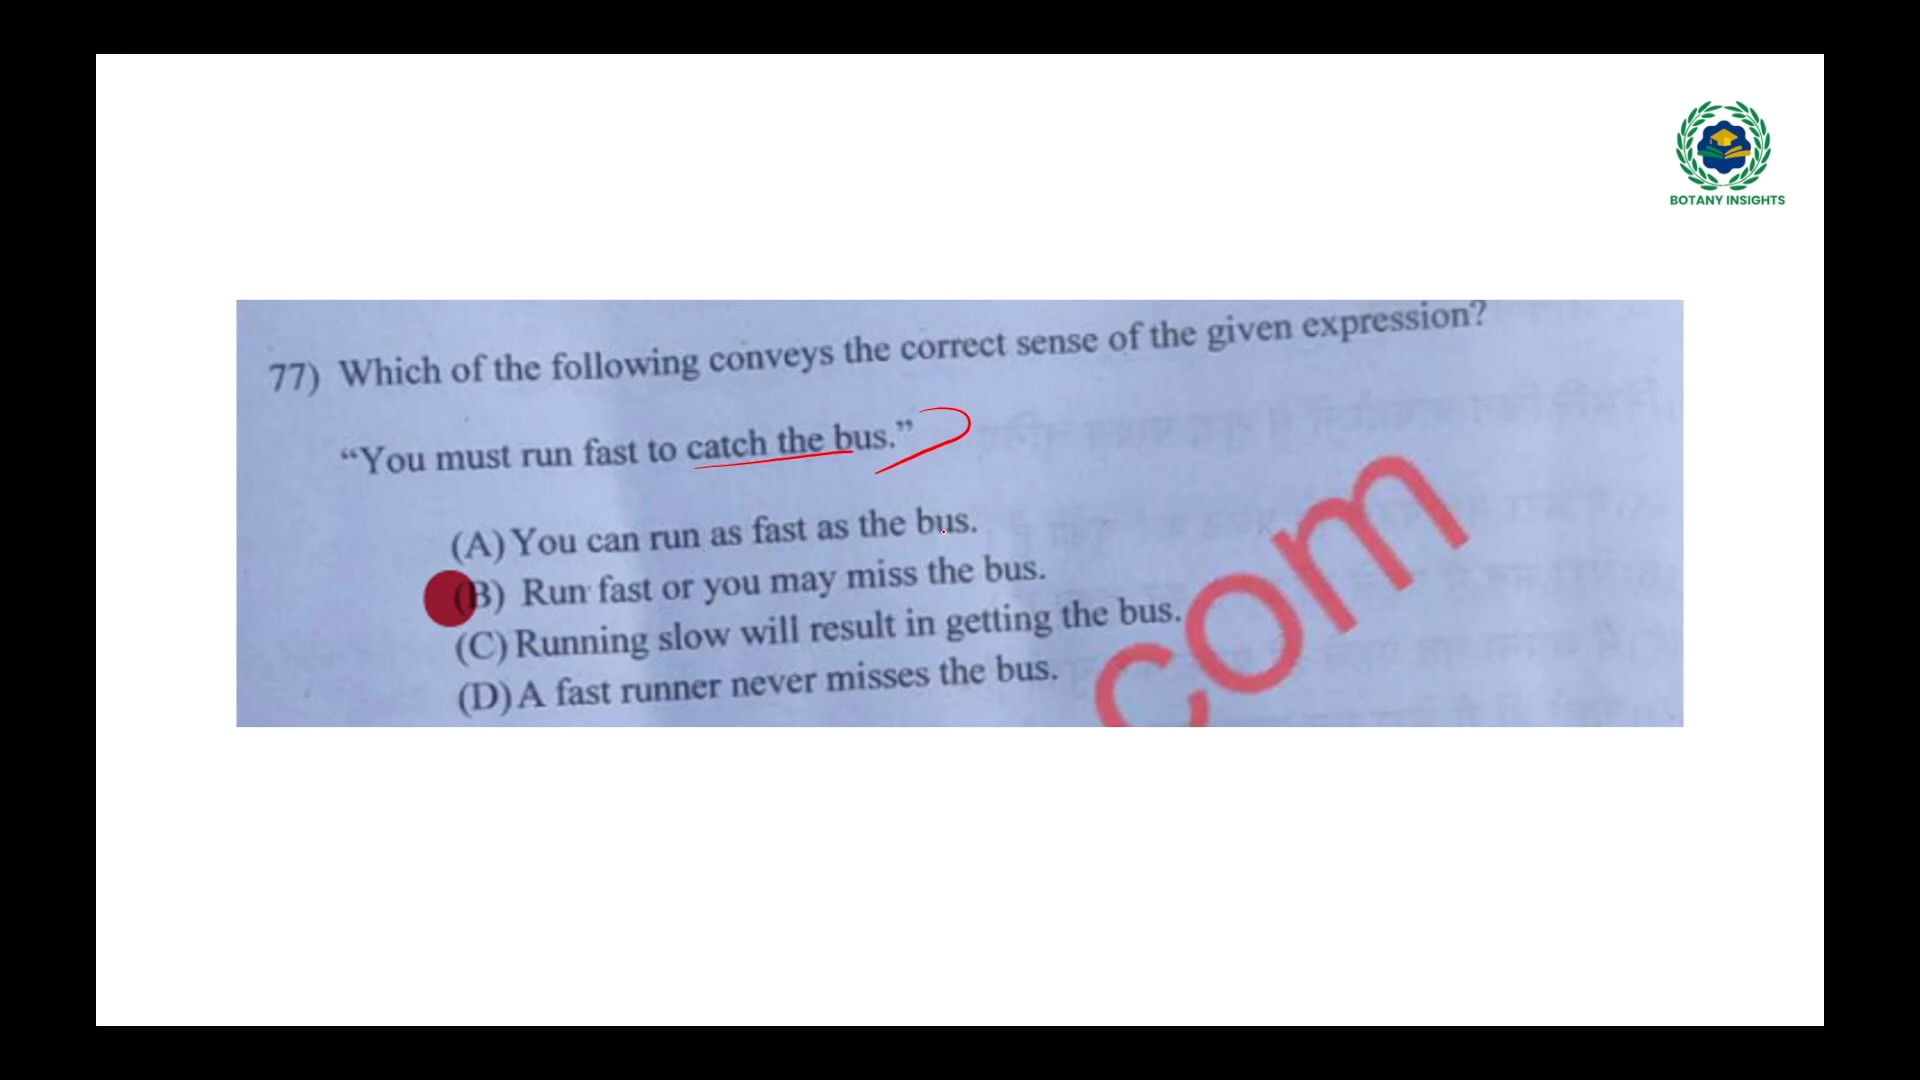 BOTANY INSIGHTS
77) Which of the following conveys the correct sense of the given expression?
“You must run fast to catch the bus.”
(A) You can run as fast as the bus.
(B) Run fast or you may miss the bus.
(C) Running slow will result in getting the bus.
(D) A fast runner never misses the bus.
com